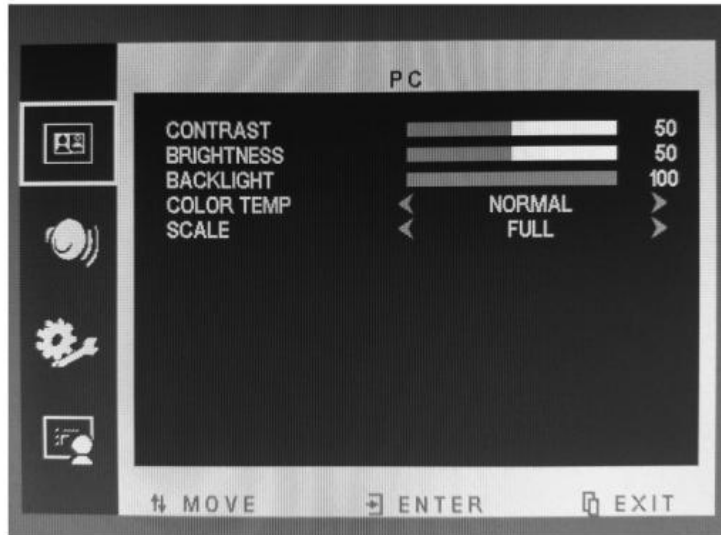 PC
CONTRAST 50
BRIGHTNESS 50
BACKLIGHT 100
COLOR TEMP NORMAL
SCALE FULL
MOVE ENTER EXIT